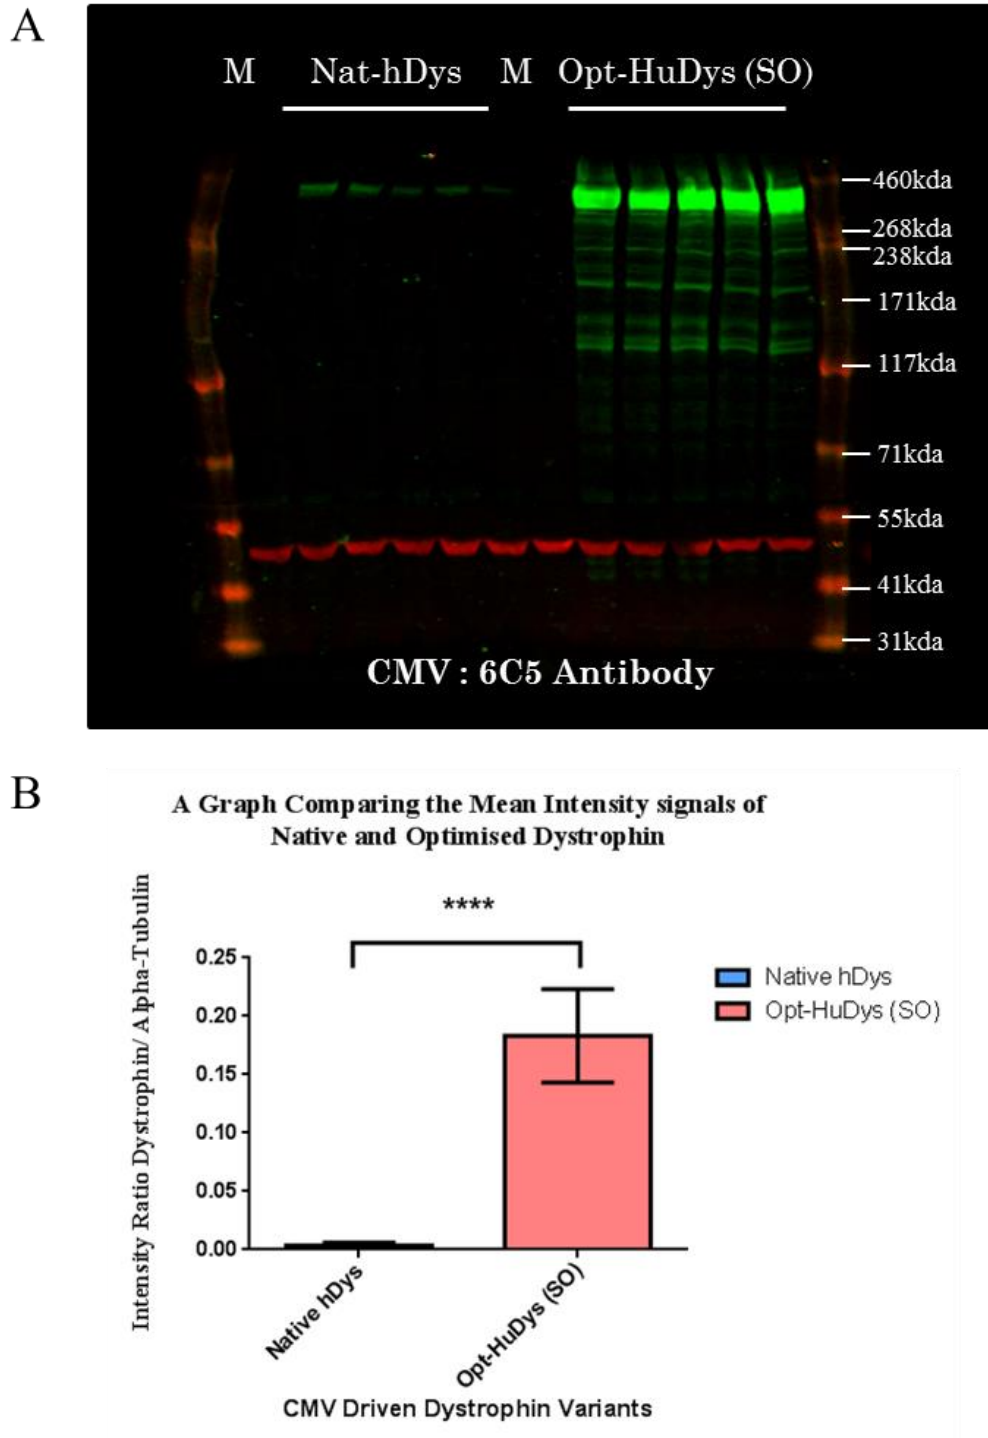 A
M Nat-hDys M Opt-HuDys (SO)
460kda
268kda
238kda
171kda
117kda
71kda
55kda
41kda
31kda
CMV : 6C5 Antibody
B
A Graph Comparing the Mean Intensity signals of
Native and Optimised Dystrophin
Intensity Ratio Dystrophin/ Alpha-Tubulin
****
0.25
0.20
0.15
0.10
0.05
0.00
Native hDys
Opt-HuDys (SO)
Native hDys
Opt-HuDys (SO)
CMV Driven Dystrophin Variants